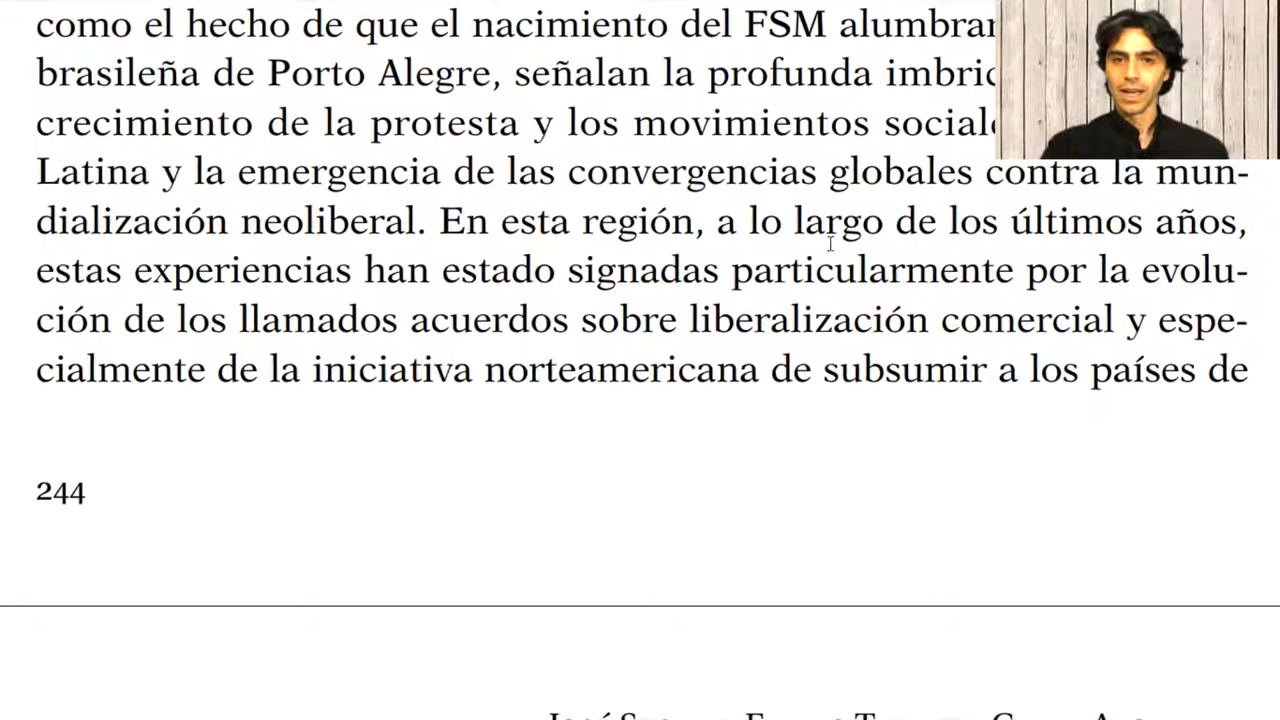 como el hecho de que el nacimiento del FSM
brasileña de Porto Alegre, señalan la profunda
crecimiento de la protesta y los movimientos
Latina y la emergencia de las convergencias globales contra la mun-
dialización neoliberal. En esta región, a lo largo de los últimos años,
estas experiencias han estado signadas particularmente por la evolu-
ción de los llamados acuerdos sobre liberalización comercial y espe-
cialmente de la iniciativa norteamericana de subsumir a los países de
244